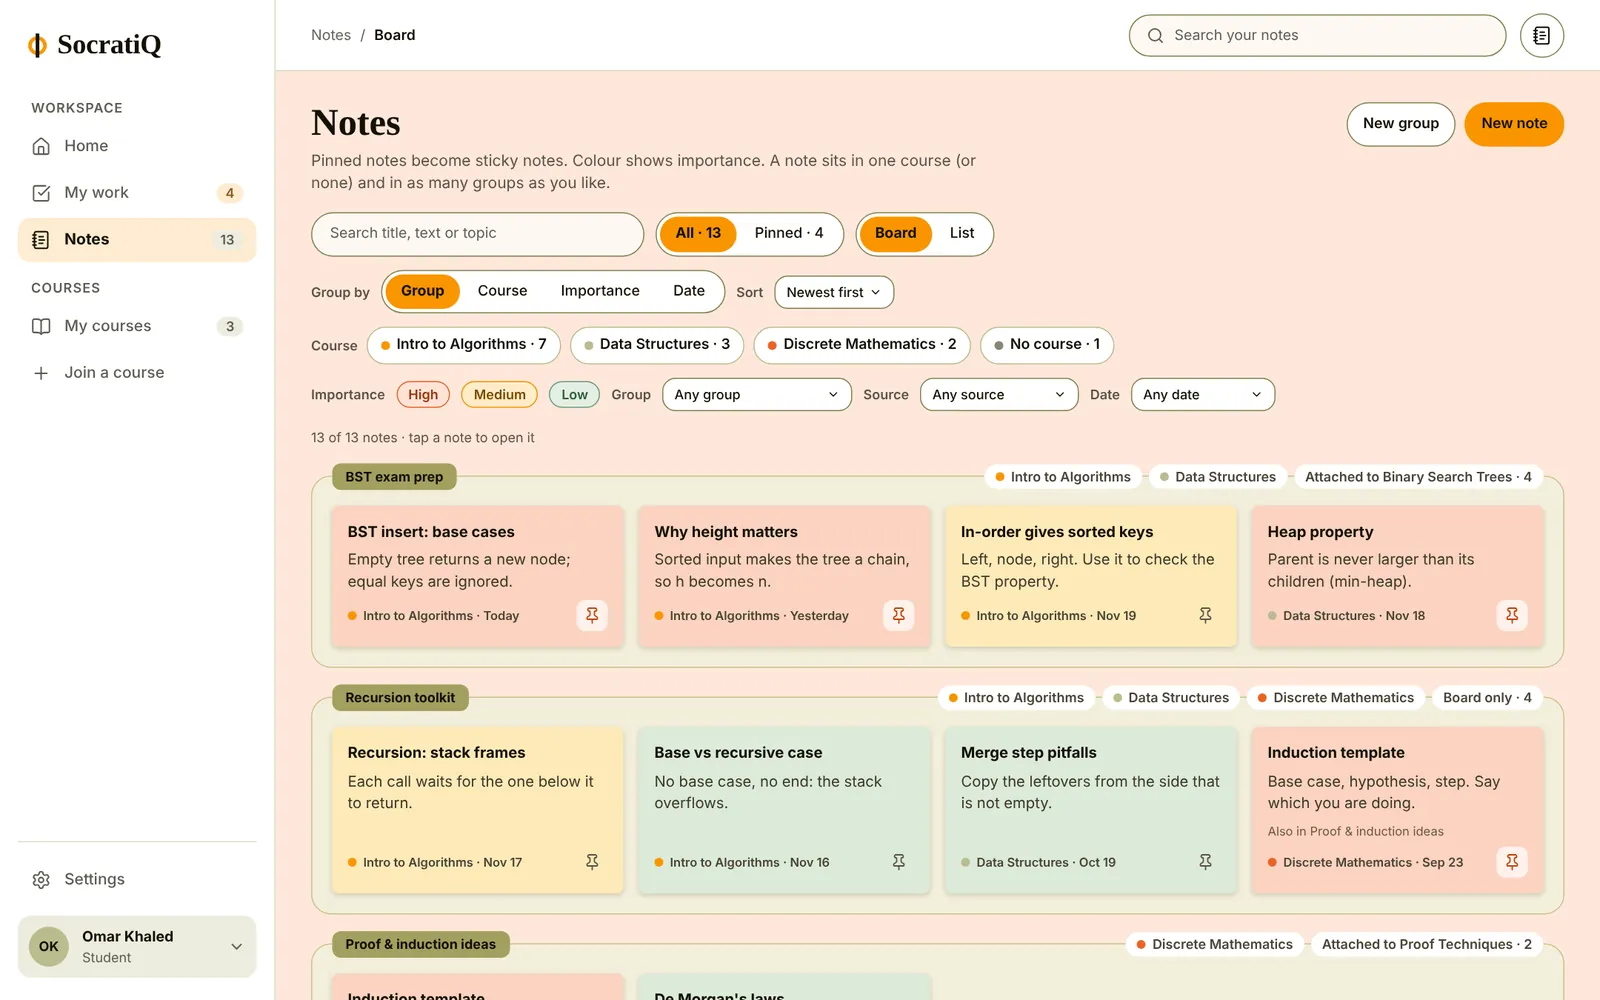 SocratiQ
WORKSPACE
Home
My work 4
Notes 13
COURSES
My courses 3
Join a course
Settings
OK
Omar Khaled
Student
Notes / Board
Search your notes
Notes
New group
New note
Pinned notes become sticky notes. Colour shows importance. A note sits in one course (or
none) and in as many groups as you like.
Search title, text or topic
All · 13 Pinned · 4
Board List
Group by Group Course Importance Date
Sort Newest first
Course Intro to Algorithms · 7 Data Structures · 3 Discrete Mathematics · 2 No course · 1
Importance High Medium Low Group Any group Source Any source Date Any date
13 of 13 notes · tap a note to open it
BST exam prep
Intro to Algorithms Data Structures Attached to Binary Search Trees · 4
BST insert: base cases
Empty tree returns a new node;
equal keys are ignored.
Intro to Algorithms · Today
Why height matters
Sorted input makes the tree a chain,
so h becomes n.
Intro to Algorithms · Yesterday
In-order gives sorted keys
Left, node, right. Use it to check the
BST property.
Intro to Algorithms · Nov 19
Heap property
Parent is never larger than its
children (min-heap).
Data Structures · Nov 18
Recursion toolkit
Intro to Algorithms Data Structures Discrete Mathematics Board only · 4
Recursion: stack frames
Each call waits for the one below it
to return.
Intro to Algorithms · Nov 17
Base vs recursive case
No base case, no end: the stack
overflows.
Intro to Algorithms · Nov 16
Merge step pitfalls
Copy the leftovers from the side that
is not empty.
Data Structures · Oct 19
Induction template
Base case, hypothesis, step. Say
which you are doing.
Also in Proof & induction ideas
Discrete Mathematics · Sep 23
Proof & induction ideas
Discrete Mathematics Attached to Proof Techniques · 2
Induction template
De Morgan's laws